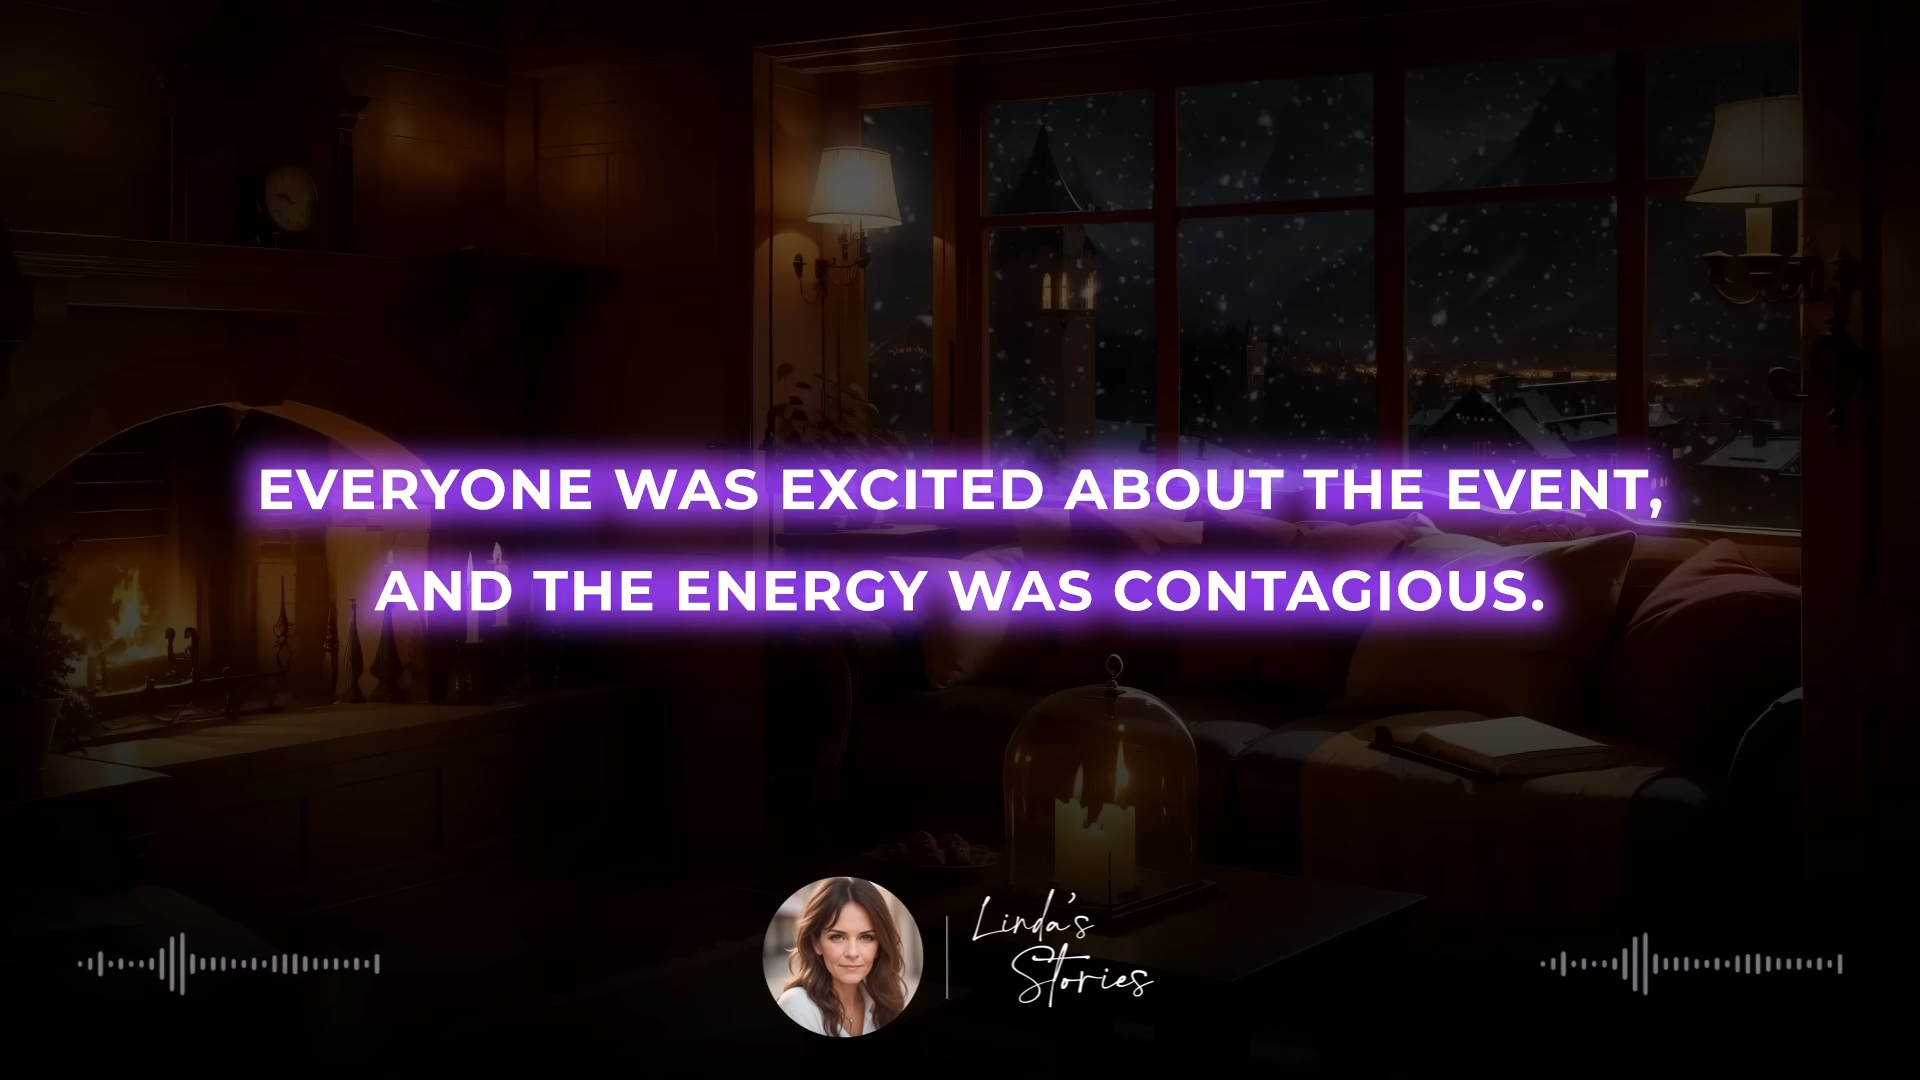 EVERYONE WAS EXCITED ABOUT THE EVENT,
AND THE ENERGY WAS CONTAGIOUS.
Linda's
Stories